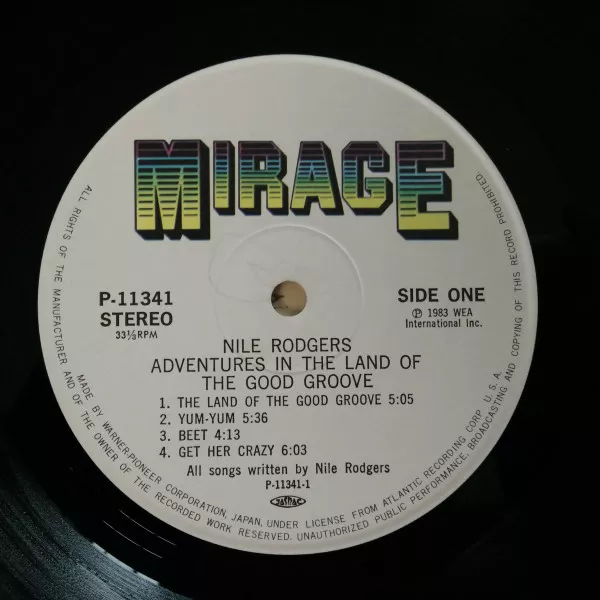 MIRAGE
P-11341
STEREO
33⅓RPM
SIDE ONE
Ⓟ 1983 WEA
International Inc.
NILE RODGERS
ADVENTURES IN THE LAND OF
THE GOOD GROOVE
1. THE LAND OF THE GOOD GROOVE 5:05
2. YUM-YUM 5:36
3. BEET 4:13
4. GET HER CRAZY 6:03
All songs written by Nile Rodgers
P-11341-1
JASRAC
MADE BY WARNER-PIONEER CORPORATION, JAPAN, UNDER LICENSE FROM ATLANTIC RECORDING CORP. U.S.A.
ALL RIGHTS OF THE MANUFACTURER AND OF THE OWNER OF THE RECORDED WORK RESERVED. UNAUTHORIZED PUBLIC PERFORMANCE, BROADCASTING AND COPYING OF THIS RECORD PROHIBITED.